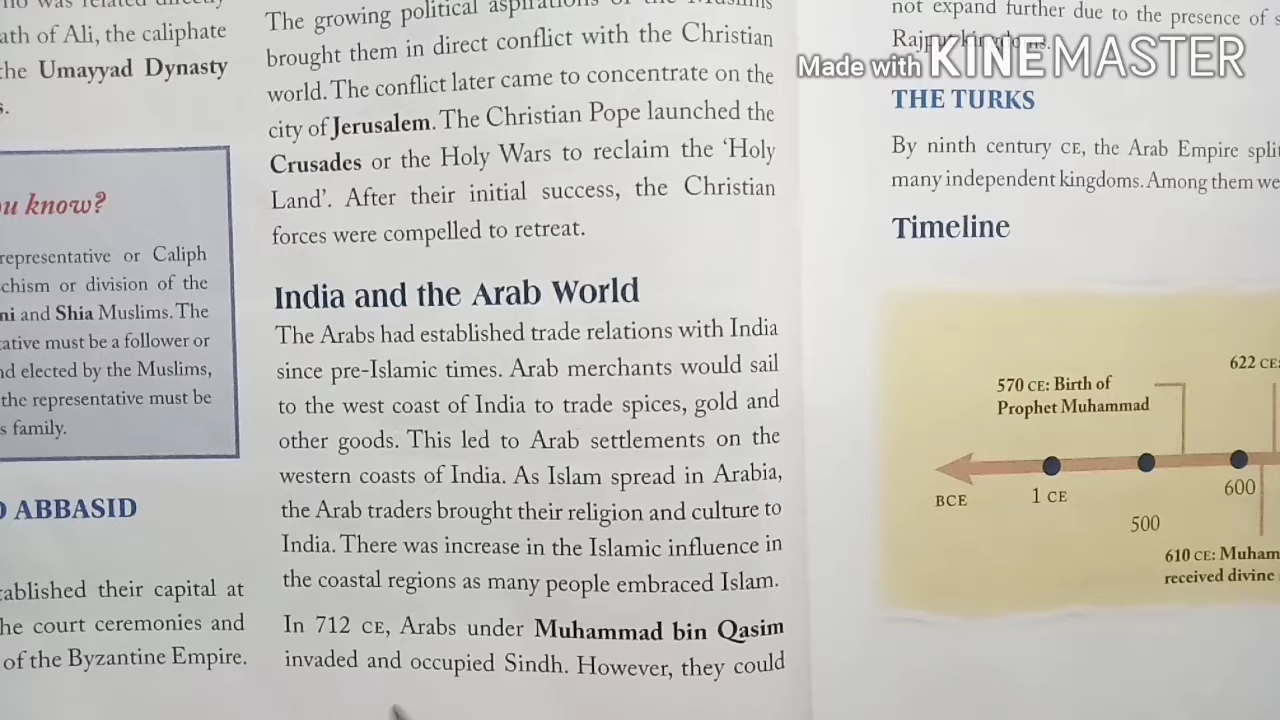 ath of Ali, the caliphate
the Umayyad Dynasty
s.
u know?
representative or Caliph
chism or division of the
ni and Shia Muslims. The
ative must be a follower or
nd elected by the Muslims,
the representative must be
s family.
O ABBASID
tablished their capital at
he court ceremonies and
of the Byzantine Empire.
The growing political aspirations of the Muslims
brought them in direct conflict with the Christian
world. The conflict later came to concentrate on the
city of Jerusalem. The Christian Pope launched the
Crusades or the Holy Wars to reclaim the ‘Holy
Land’. After their initial success, the Christian
forces were compelled to retreat.
India and the Arab World
The Arabs had established trade relations with India
since pre-Islamic times. Arab merchants would sail
to the west coast of India to trade spices, gold and
other goods. This led to Arab settlements on the
western coasts of India. As Islam spread in Arabia,
the Arab traders brought their religion and culture to
India. There was increase in the Islamic influence in
the coastal regions as many people embraced Islam.
In 712 CE, Arabs under Muhammad bin Qasim
invaded and occupied Sindh. However, they could
not expand further due to the presence of s
Rajput kingdoms.
Made with KINEMASTER
THE TURKS
By ninth century CE, the Arab Empire spli
many independent kingdoms. Among them we
Timeline
622 CE:
570 CE: Birth of
Prophet Muhammad
BCE
1 CE
500
600
610 CE: Muham
received divine